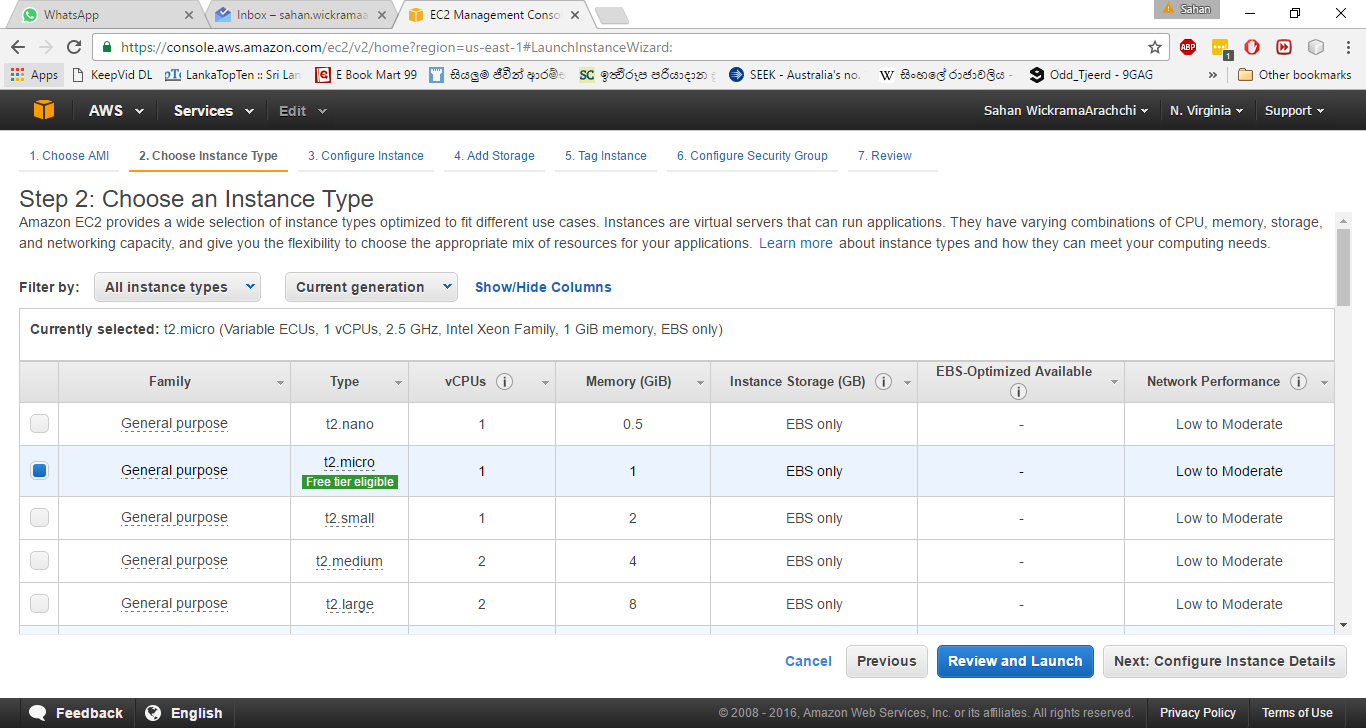 WhatsApp
Inbox – sahan.wickramaa
EC2 Management Conso
Sahan
https://console.aws.amazon.com/ec2/v2/home?region=us-east-1#LaunchInstanceWizard:
ABP
1
Apps
KeepVid DL
LankaTopTen :: Sri Lan
E Book Mart 99
සියලුම ජීවීන් ආරම්භ
SC
SEEK - Australia's no.
W
සිංහලේ රාජාවලිය -
Odd_Tjeerd - 9GAG
»
Other bookmarks
AWS
Services
Edit
Sahan WickramaArachchi
N. Virginia
Support
1. Choose AMI
2. Choose Instance Type
3. Configure Instance
4. Add Storage
5. Tag Instance
6. Configure Security Group
7. Review
Step 2: Choose an Instance Type
Amazon EC2 provides a wide selection of instance types optimized to fit different use cases. Instances are virtual servers that can run applications. They have varying combinations of CPU, memory, storage,
and networking capacity, and give you the flexibility to choose the appropriate mix of resources for your applications. Learn more about instance types and how they can meet your computing needs.
Filter by: All instance types Current generation Show/Hide Columns
Currently selected: t2.micro (Variable ECUs, 1 vCPUs, 2.5 GHz, Intel Xeon Family, 1 GiB memory, EBS only)
Family Type vCPUs i Memory (GiB) Instance Storage (GB) i EBS-Optimized Available i Network Performance i
General purpose t2.nano 1 0.5 EBS only - Low to Moderate
General purpose t2.micro 1 1 EBS only - Low to Moderate
Free tier eligible
General purpose t2.small 1 2 EBS only - Low to Moderate
General purpose t2.medium 2 4 EBS only - Low to Moderate
General purpose t2.large 2 8 EBS only - Low to Moderate
Cancel
Previous
Review and Launch
Next: Configure Instance Details
Feedback
English
© 2008 - 2016, Amazon Web Services, Inc. or its affiliates. All rights reserved.
Privacy Policy
Terms of Use